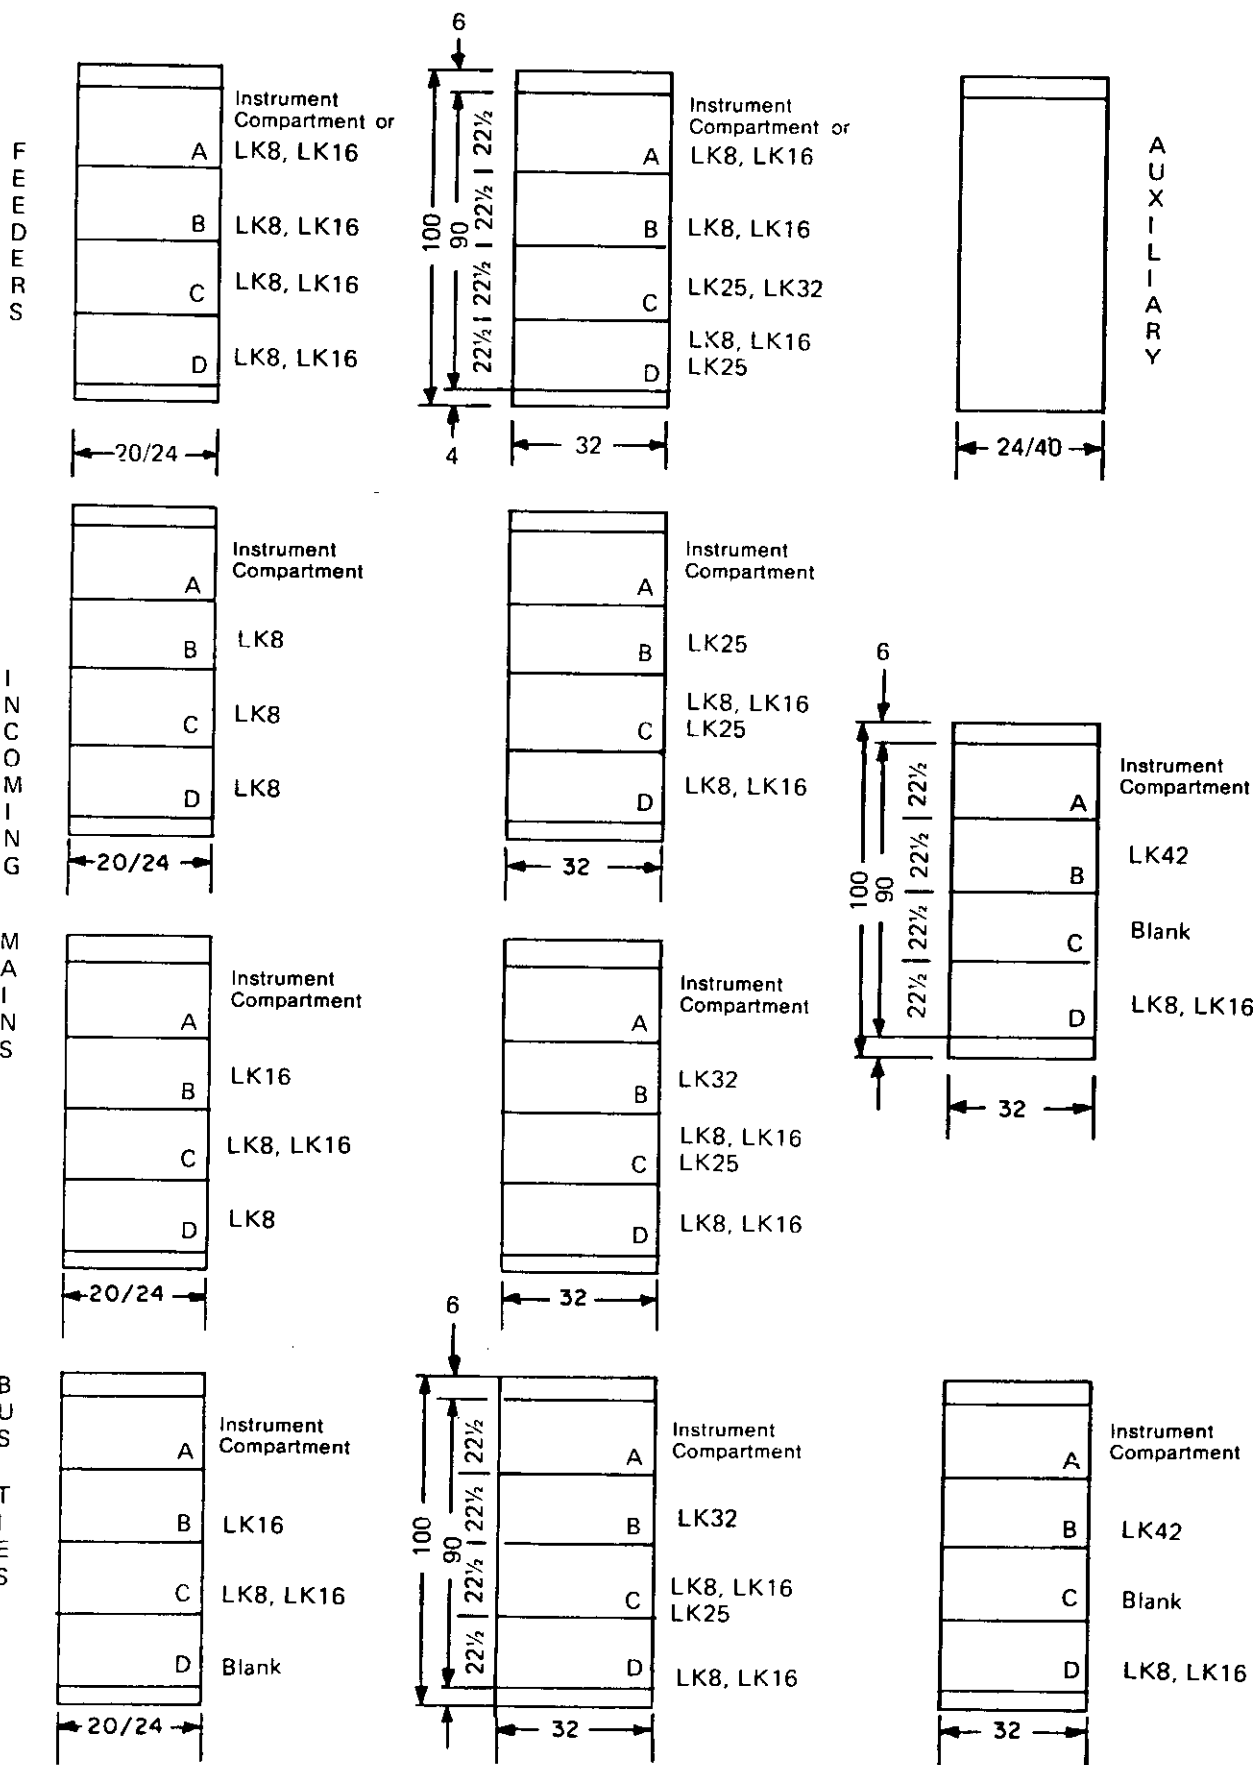 FEEDERS
Instrument
Compartment or
A LK8, LK16
B LK8, LK16
C LK8, LK16
D LK8, LK16
20/24
6
100
90
22½ | 22½ | 22½ | 22½
4
Instrument
Compartment or
A LK8, LK16
B LK8, LK16
C LK25, LK32
LK8, LK16
D LK25
32
AUXILIARY
24/40
INCOMING MAINS
Instrument
Compartment
A
B LK8
C LK8
D LK8
20/24
Instrument
Compartment
A
B LK25
LK8, LK16
C LK25
D LK8, LK16
32
6
100
90
22½ | 22½ | 22½ | 22½
Instrument
Compartment
A
B LK42
C Blank
D LK8, LK16
32
Instrument
Compartment
A
B LK16
C LK8, LK16
D LK8
20/24
Instrument
Compartment
A
B LK32
LK8, LK16
C LK25
D LK8, LK16
32
BUS TIES
Instrument
Compartment
A
B LK16
C LK8, LK16
D Blank
20/24
6
100
90
22½ | 22½ | 22½ | 22½
Instrument
Compartment
A
B LK32
LK8, LK16
C LK25
D LK8, LK16
32
Instrument
Compartment
A
B LK42
C Blank
D LK8, LK16
32